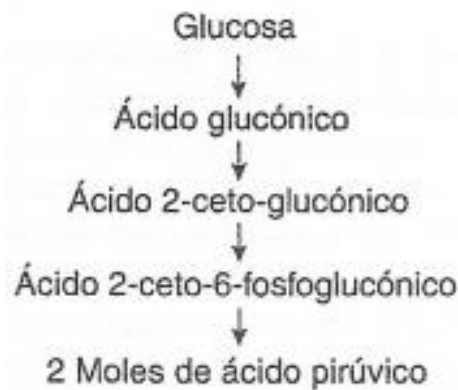 Glucosa
Ácido glucónico
Ácido 2-ceto-glucónico
Ácido 2-ceto-6-fosfoglucónico
2 Moles de ácido pirúvico